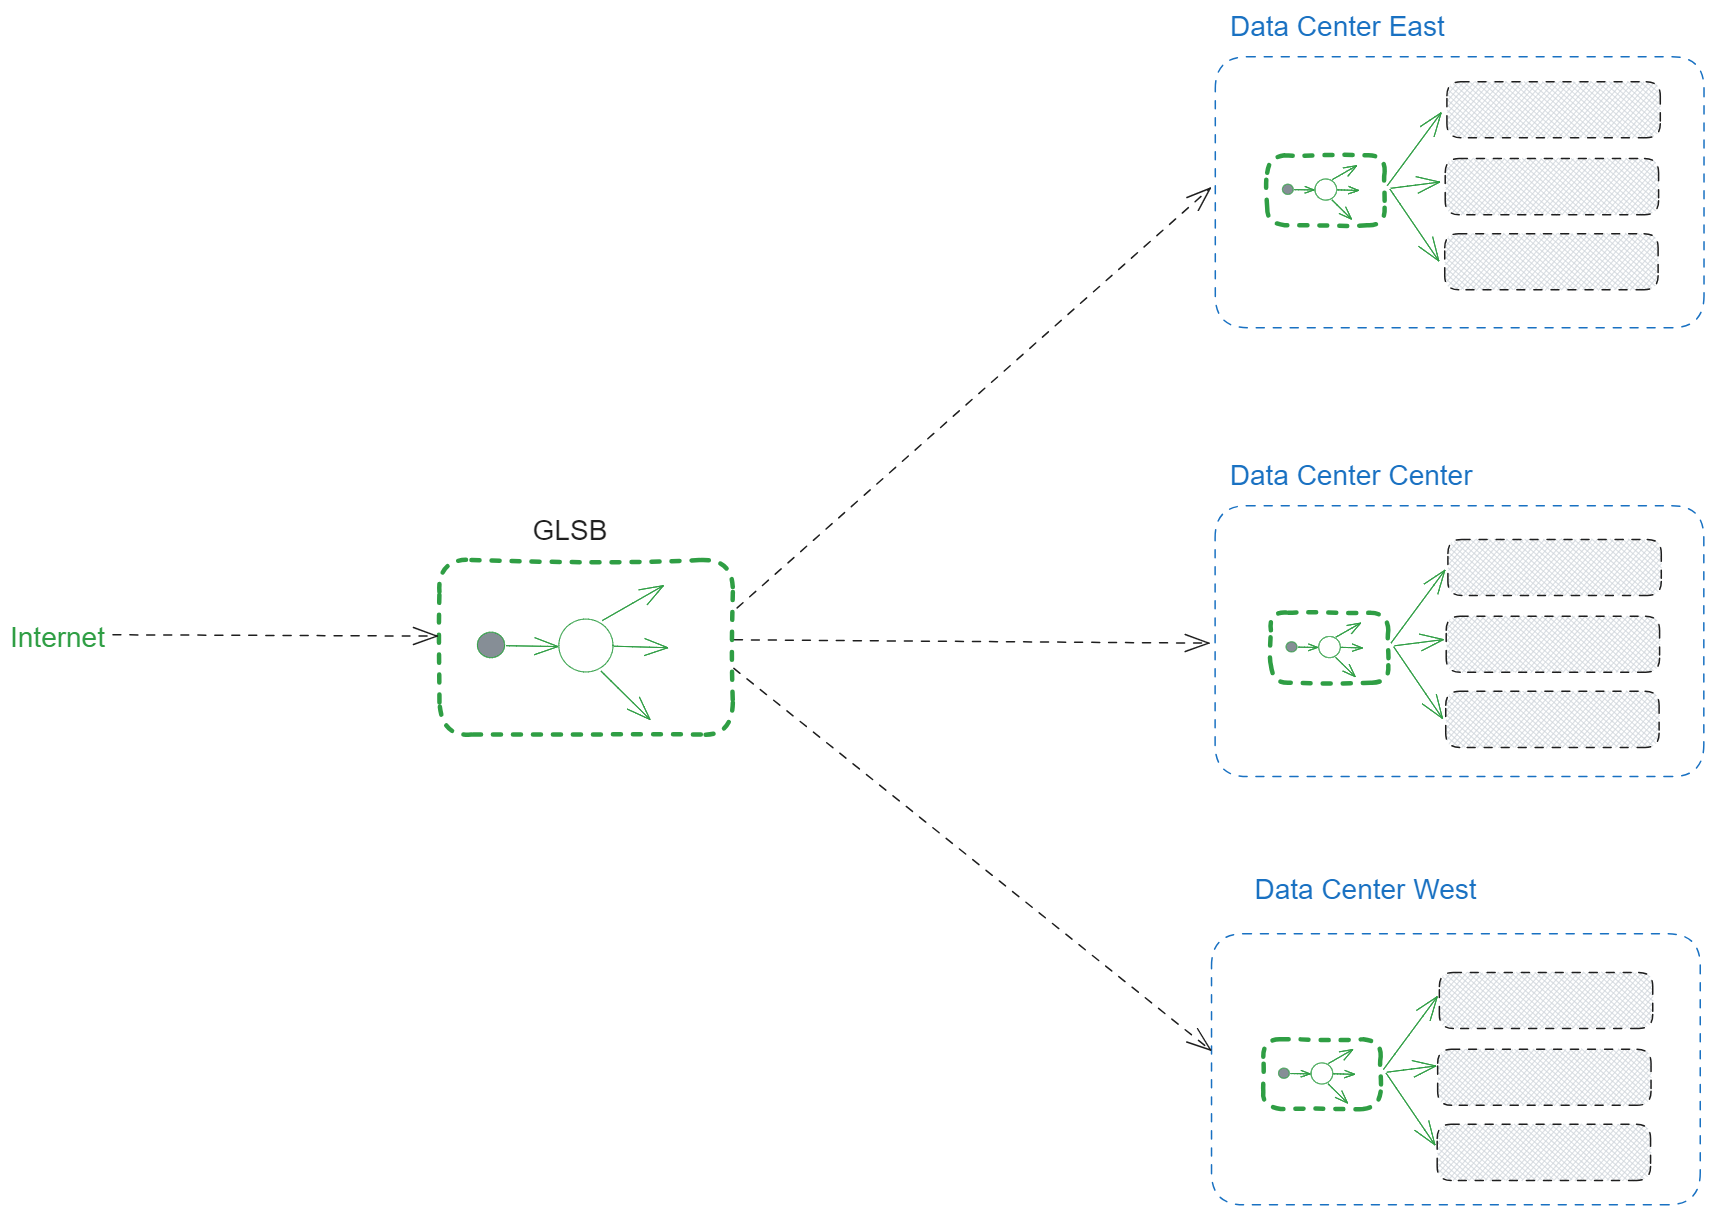 Data Center East
Data Center Center
GLSB
Internet
Data Center West